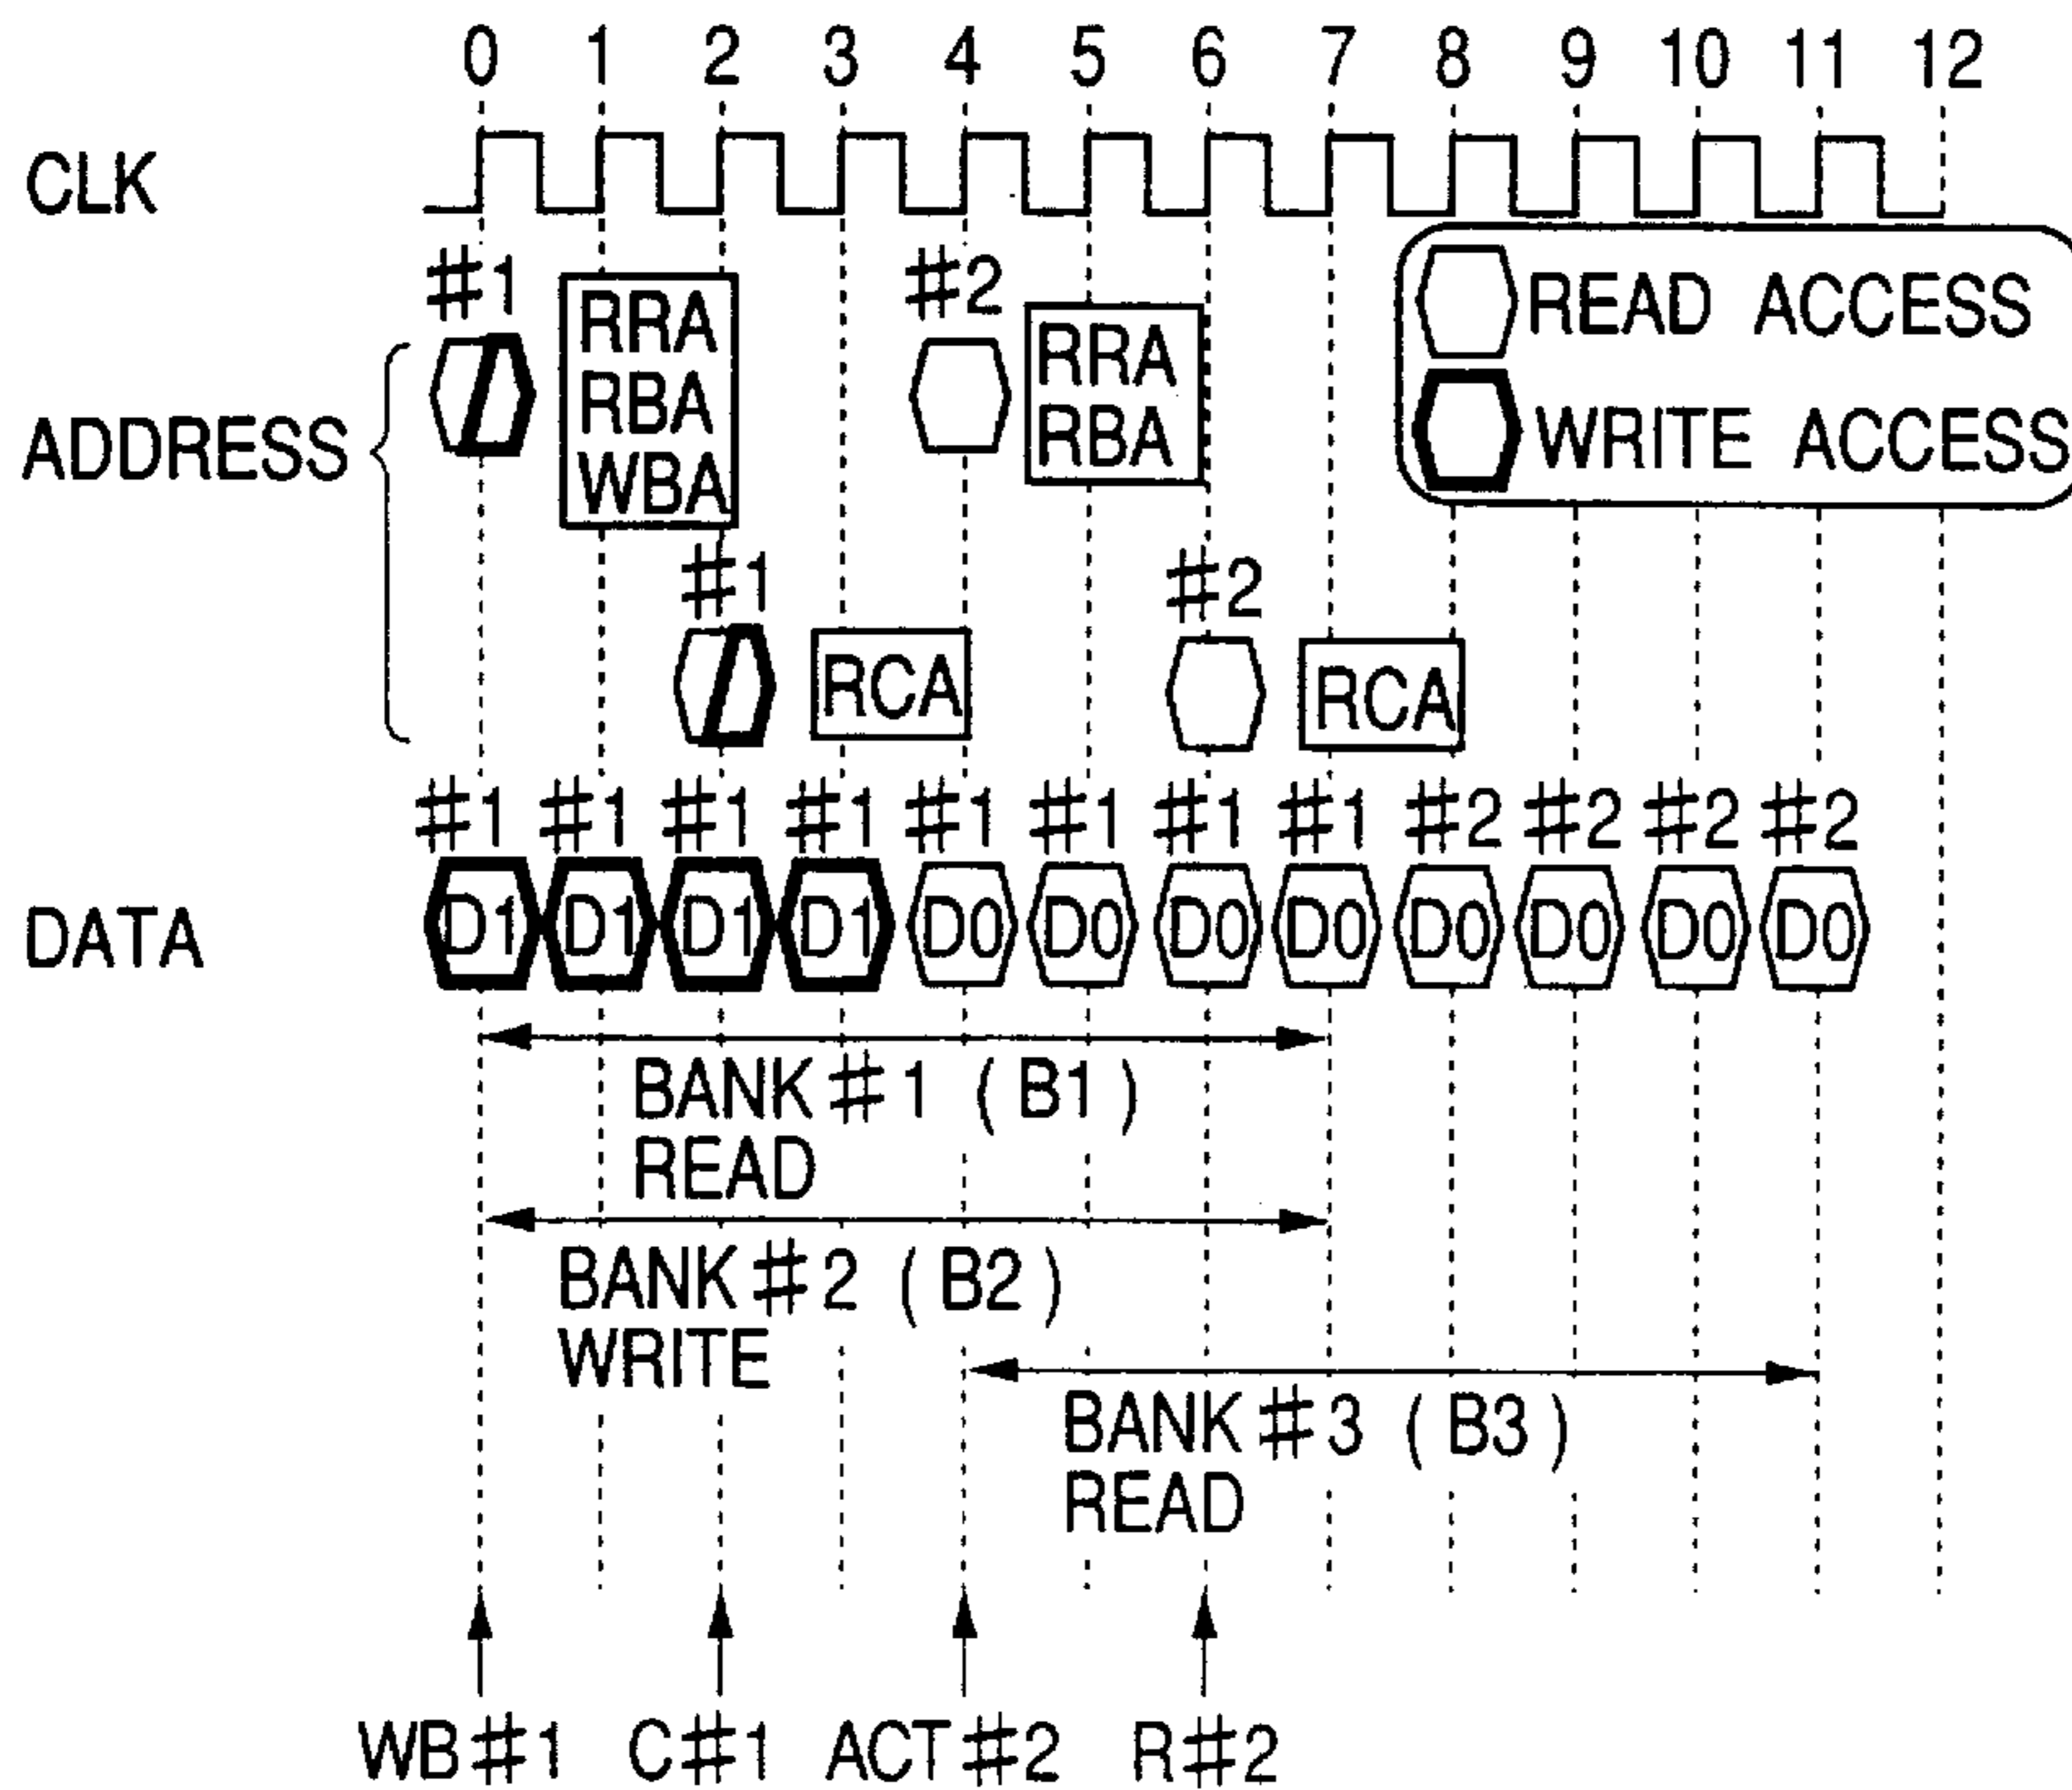 0 1 2 3 4 5 6 7 8 9 10 11 12
CLK
#1 #2
RRA
RBA
WBA
RRA
RBA
READ ACCESS
WRITE ACCESS
ADDRESS
#1 #2
RCA RCA
#1 #1 #1 #1 #1 #1 #1 #1 #2 #2 #2 #2
DATA D1 D1 D1 D1 D0 D0 D0 D0 D0 D0 D0 D0
BANK #1 (B1)
READ
BANK #2 (B2)
WRITE
BANK #3 (B3)
READ
WB#1 C#1 ACT#2 R#2